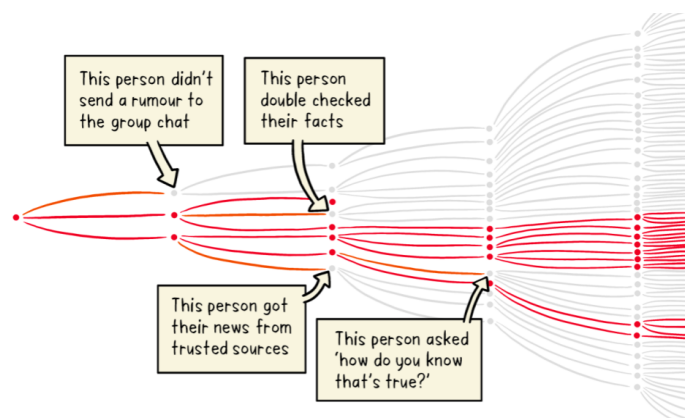 This person didn't
send a rumour to
the group chat
This person
double checked
their facts
This person got
their news from
trusted sources
This person asked
'how do you know
that's true?'